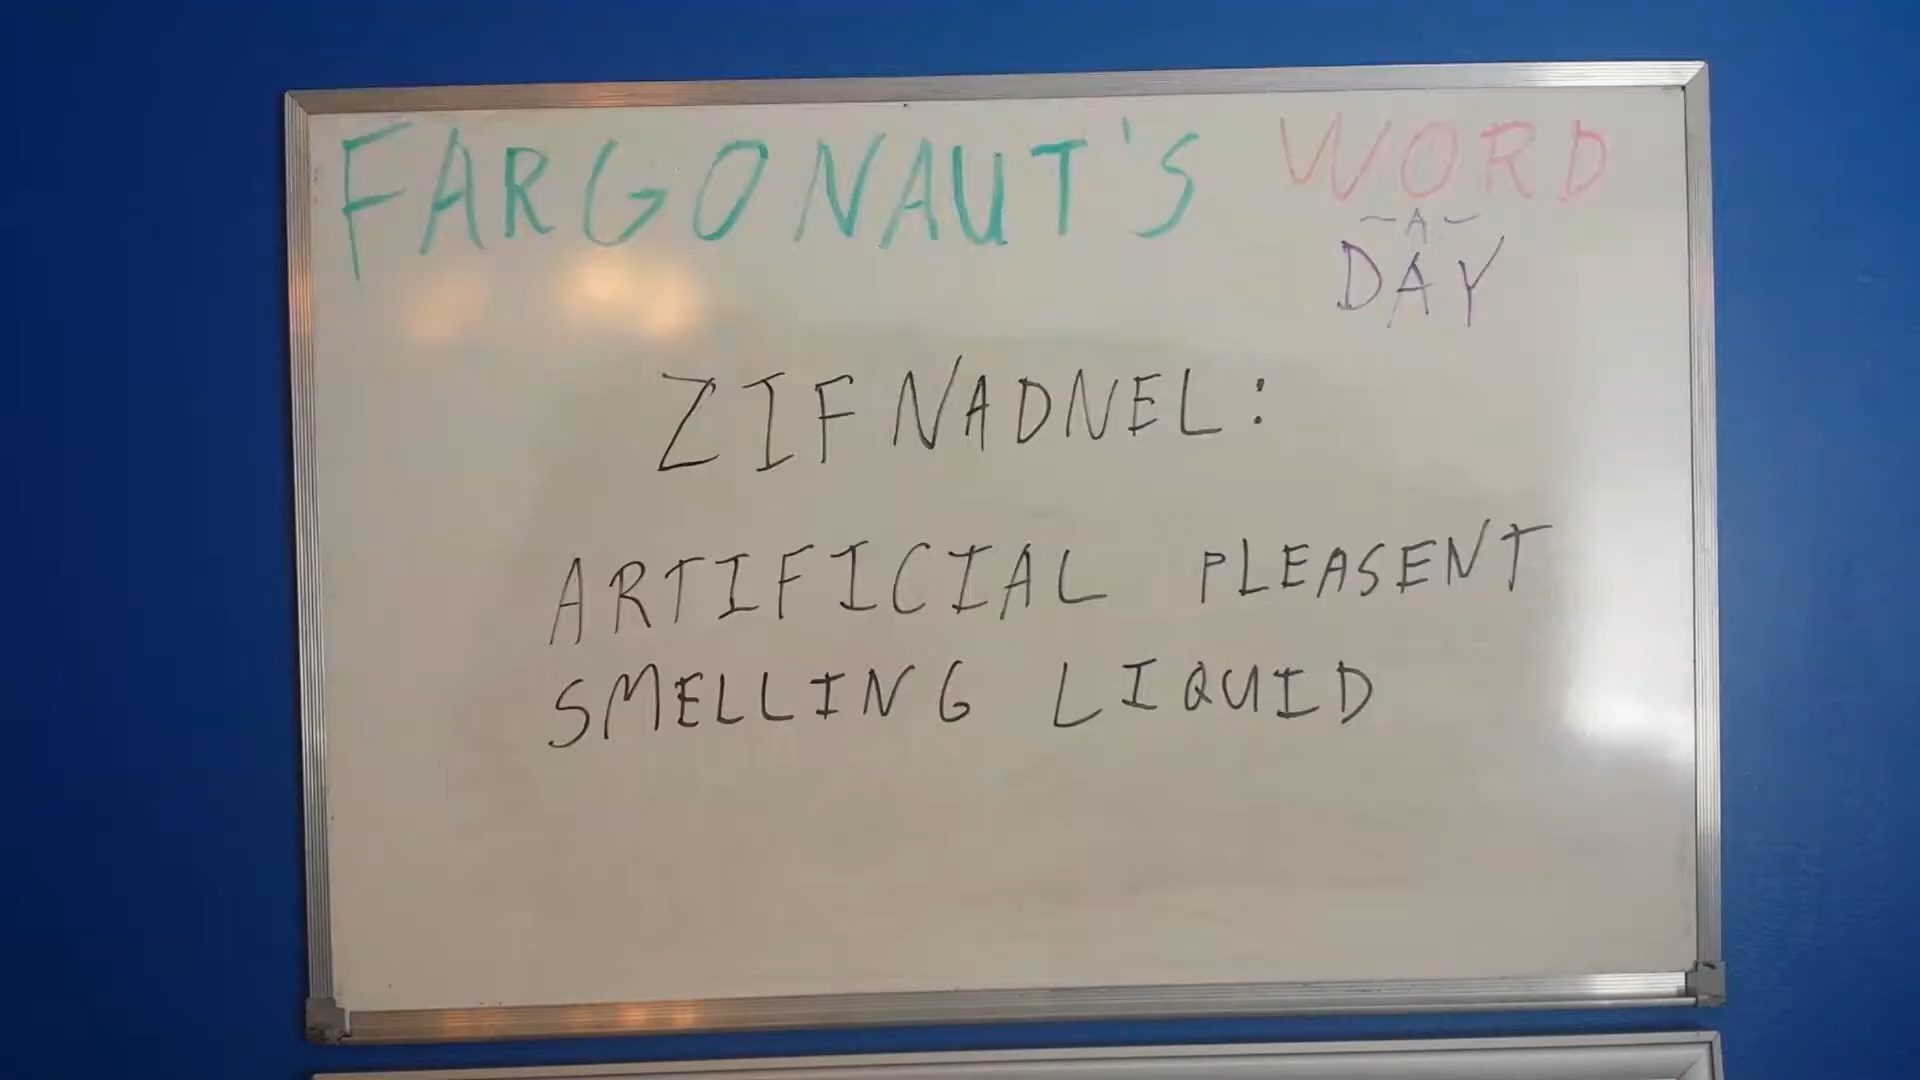 FARGONAUT'S WORD
-A-
DAY
ZIFNADNEL:
ARTIFICIAL PLEASENT
SMELLING LIQUID